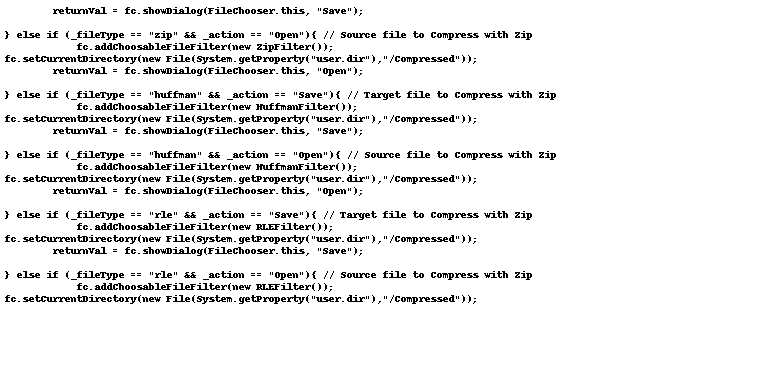 returnVal = fc.showDialog(FileChooser.this, "Save");
} else if (_fileType == "zip" && _action == "Open"){ // Source file to Compress with Zip
fc.addChoosableFileFilter(new ZipFilter());
fc.setCurrentDirectory(new File(System.getProperty("user.dir"),"/Compressed"));
returnVal = fc.showDialog(FileChooser.this, "Open");
} else if (_fileType == "huffman" && _action == "Save"){ // Target file to Compress with Zip
fc.addChoosableFileFilter(new HuffmanFilter());
fc.setCurrentDirectory(new File(System.getProperty("user.dir"),"/Compressed"));
returnVal = fc.showDialog(FileChooser.this, "Save");
} else if (_fileType == "huffman" && _action == "Open"){ // Source file to Compress with Zip
fc.addChoosableFileFilter(new HuffmanFilter());
fc.setCurrentDirectory(new File(System.getProperty("user.dir"),"/Compressed"));
returnVal = fc.showDialog(FileChooser.this, "Open");
} else if (_fileType == "rle" && _action == "Save"){ // Target file to Compress with Zip
fc.addChoosableFileFilter(new RLEFilter());
fc.setCurrentDirectory(new File(System.getProperty("user.dir"),"/Compressed"));
returnVal = fc.showDialog(FileChooser.this, "Save");
} else if (_fileType == "rle" && _action == "Open"){ // Source file to Compress with Zip
fc.addChoosableFileFilter(new RLEFilter());
fc.setCurrentDirectory(new File(System.getProperty("user.dir"),"/Compressed"));